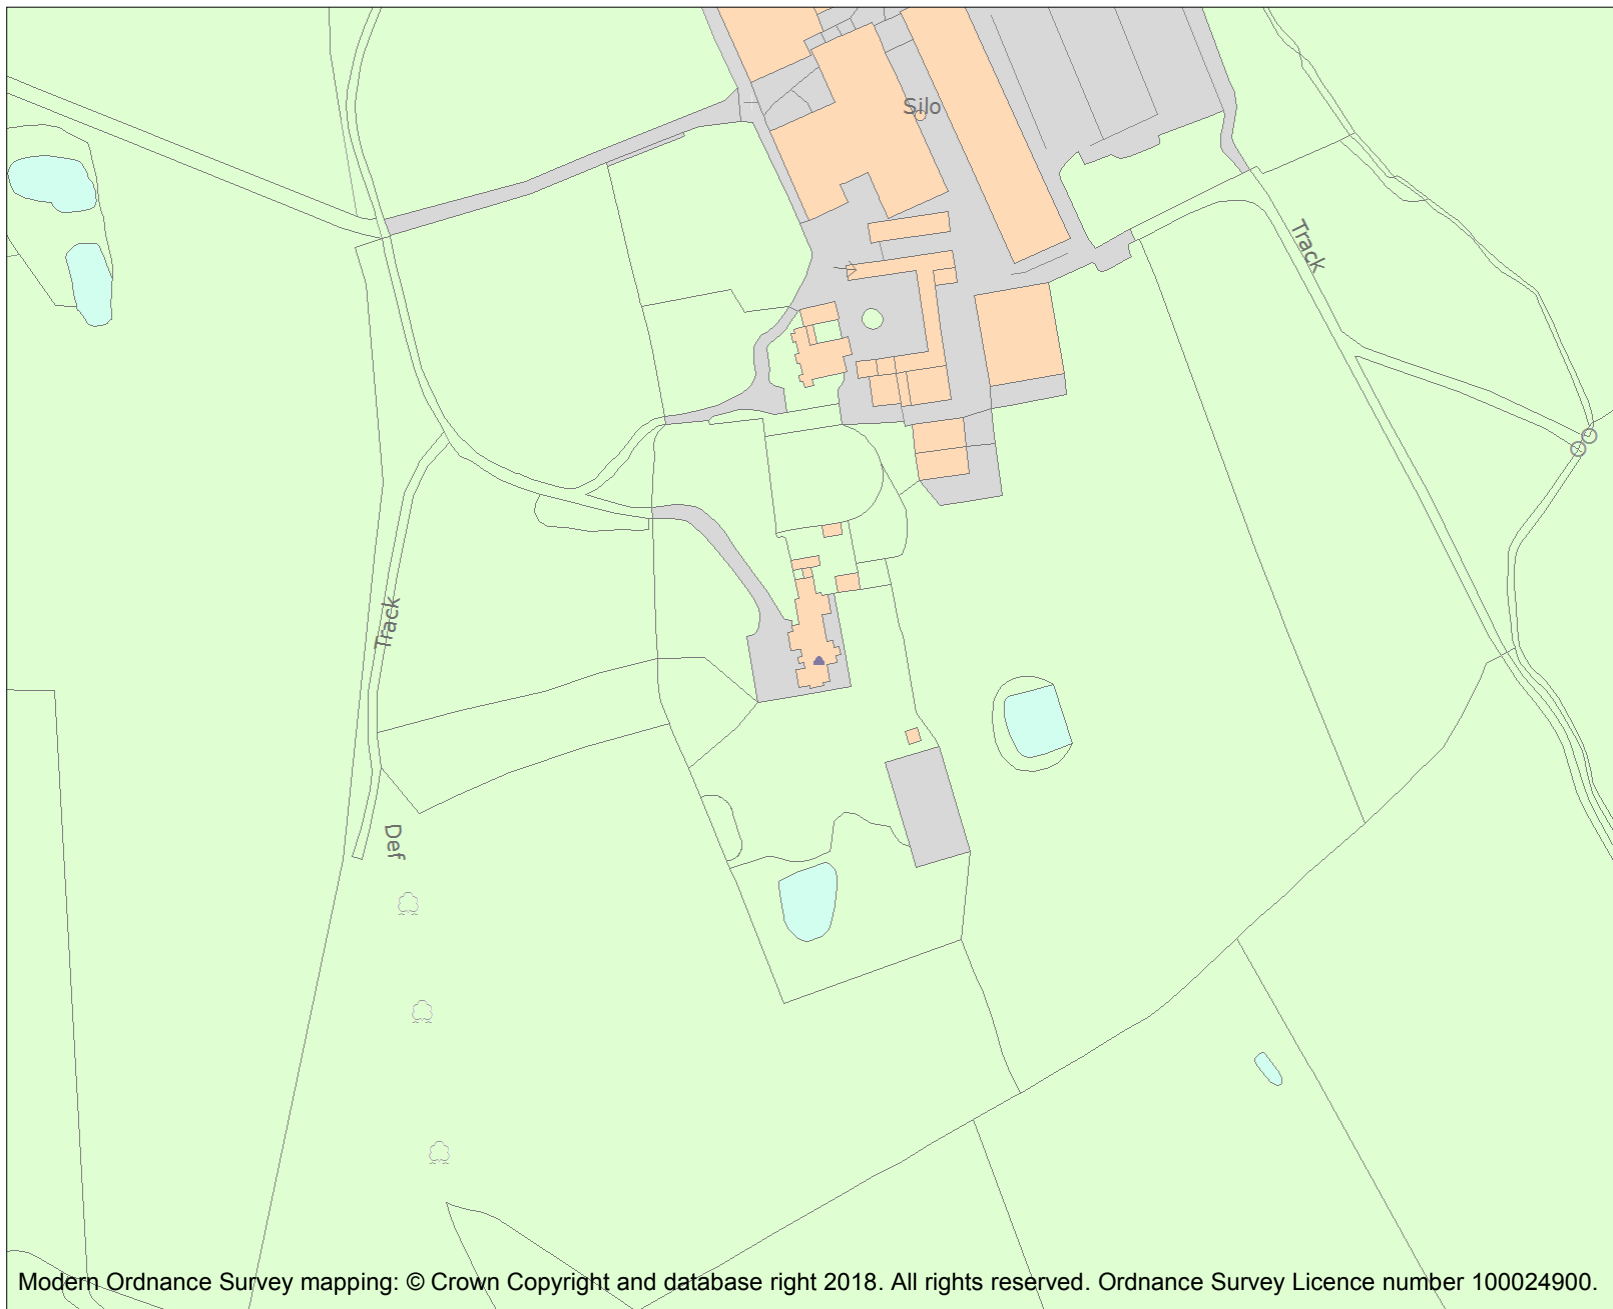 Silo
Track
Track
Def
Modern Ordnance Survey mapping: © Crown Copyright and database right 2018. All rights reserved. Ordnance Survey Licence number 100024900.